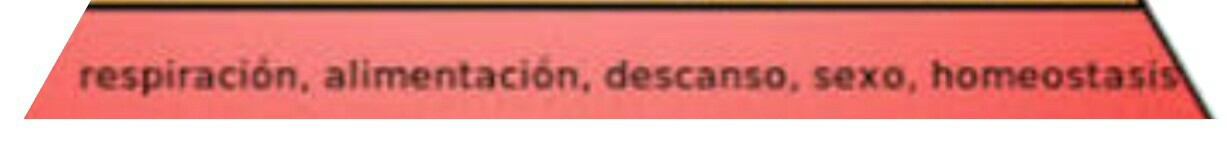 respiración, alimentación, descanso, sexo, homeostasis